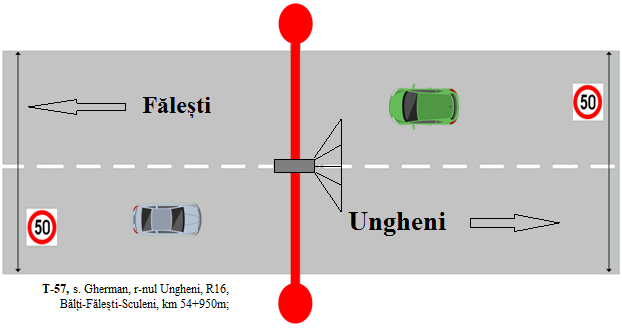 Fălești
50
50
Ungheni
T-57, s. Gherman, r-nul Ungheni, R16,
Bălți-Fălești-Sculeni, km 54+950m;